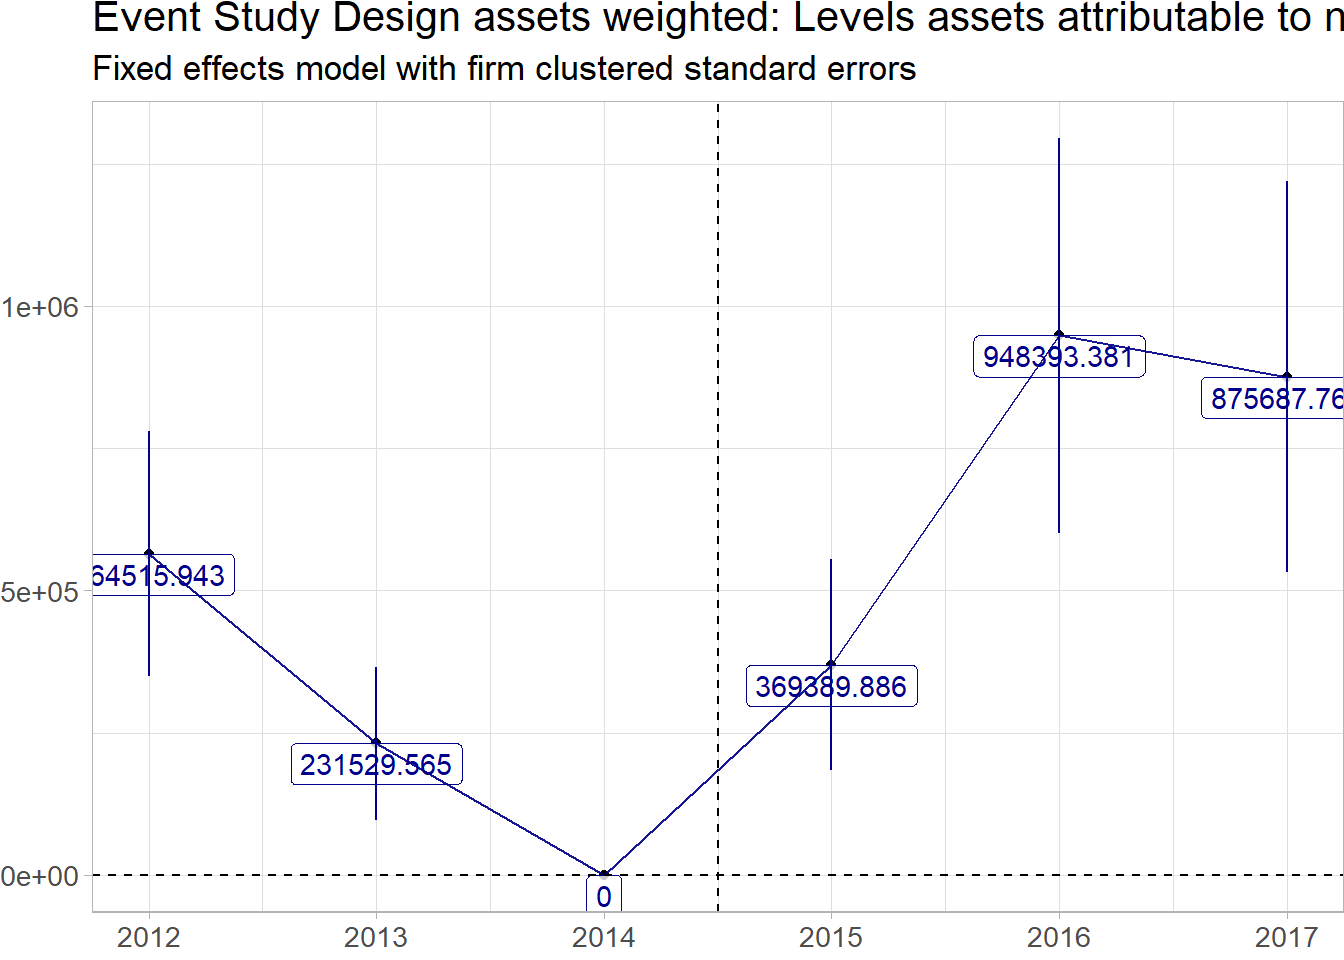 Event Study Design assets weighted: Levels assets attributable to n
Fixed effects model with firm clustered standard errors
1e+06
948393.381
875687.76
64515.943
5e+05
369389.886
231529.565
0e+00
0
2012 2013 2014 2015 2016 2017